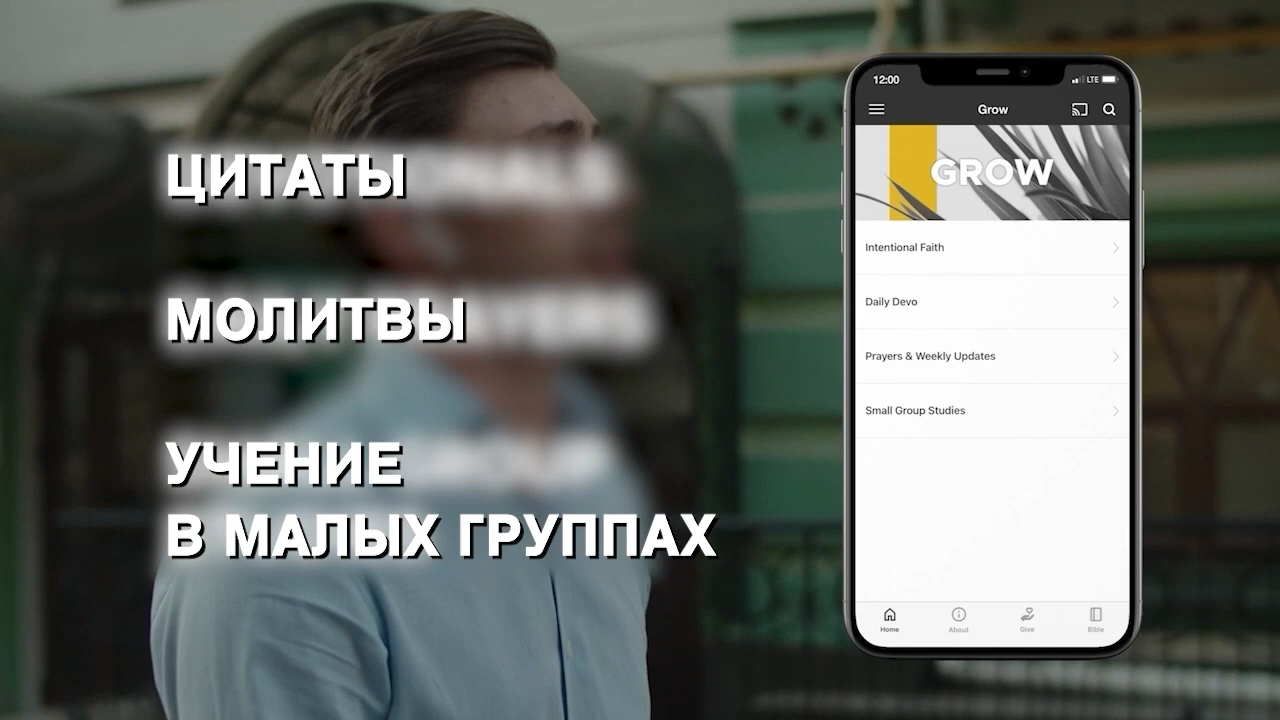 ЦИТАТЫ
МОЛИТВЫ
УЧЕНИЕ
В МАЛЫХ ГРУППАХ
12:00
LTE
Grow
GROW
Intentional Faith
Daily Devo
Prayers & Weekly Updates
Small Group Studies
Home
About
Give
Bible